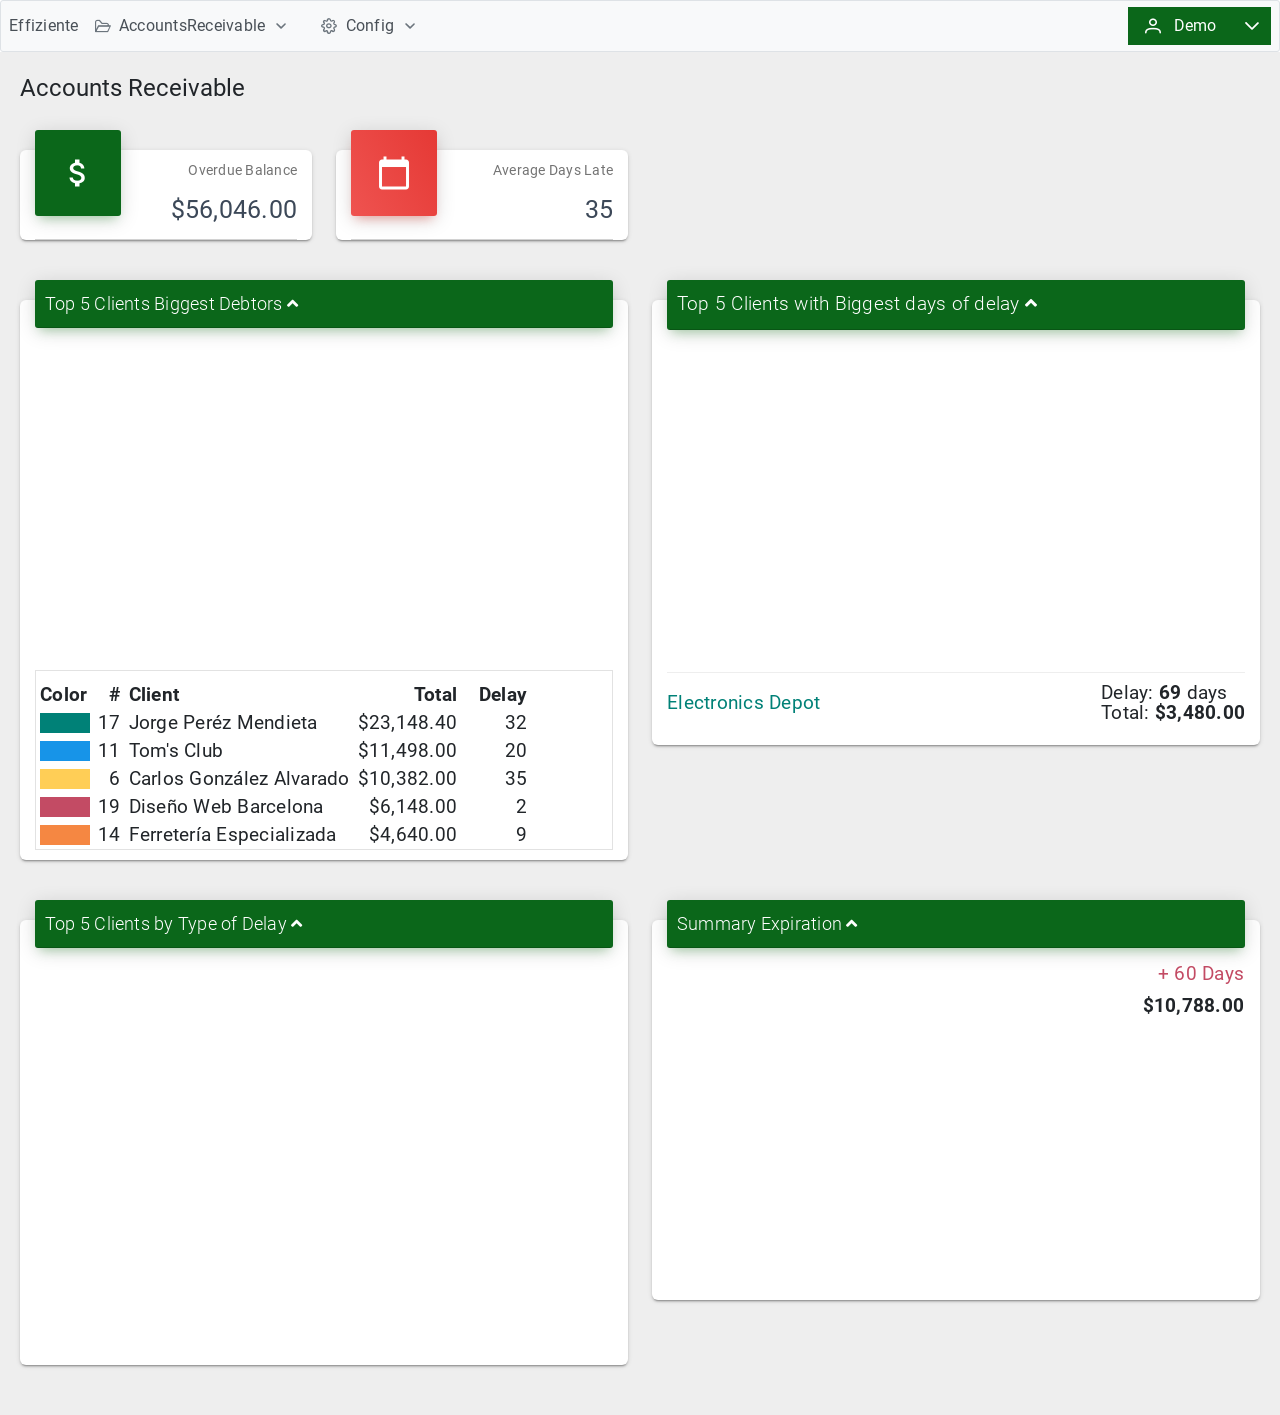 Effiziente AccountsReceivable Config Demo
Accounts Receivable
Overdue Balance
$56,046.00
Average Days Late
35
Top 5 Clients Biggest Debtors
Color # Client Total Delay
17 Jorge Peréz Mendieta $23,148.40 32
11 Tom's Club $11,498.00 20
6 Carlos González Alvarado $10,382.00 35
19 Diseño Web Barcelona $6,148.00 2
14 Ferretería Especializada $4,640.00 9
Top 5 Clients with Biggest days of delay
Electronics Depot
Delay: 69 days
Total: $3,480.00
Top 5 Clients by Type of Delay
Summary Expiration
+ 60 Days
$10,788.00